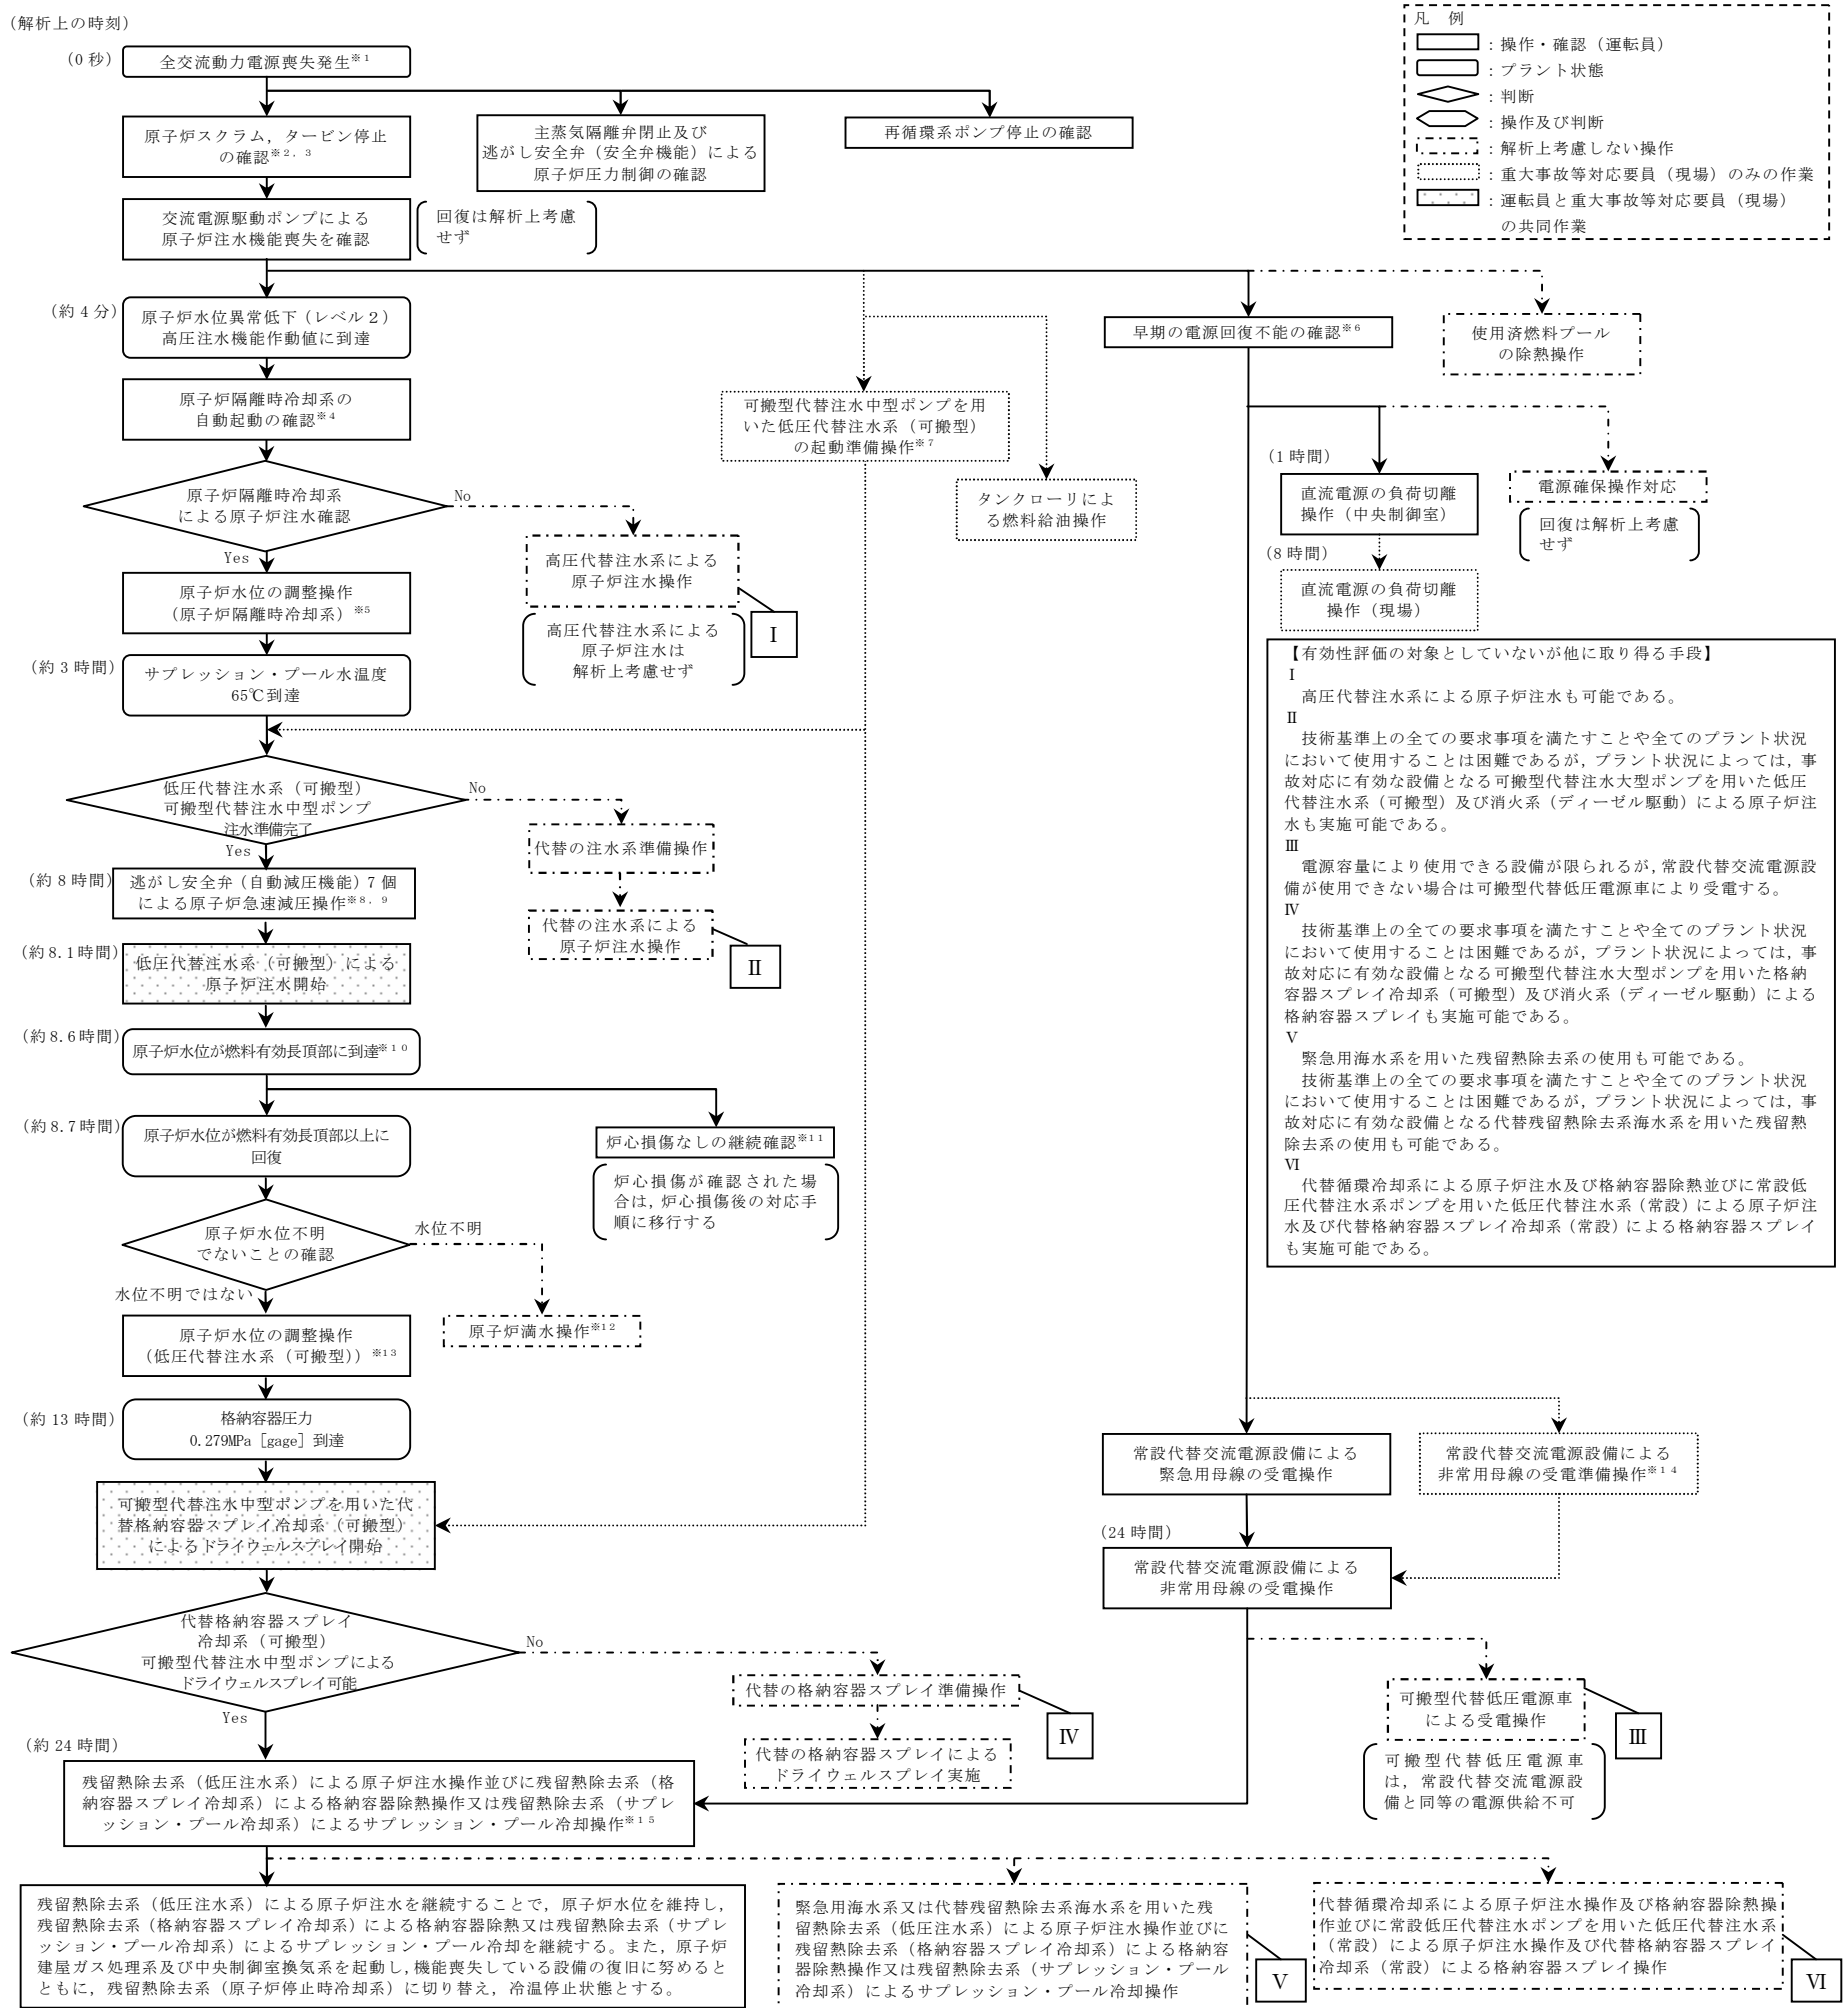 （解析上の時刻）
凡　例
：操作・確認（運転員）
：プラント状態
：判断
：操作及び判断
：解析上考慮しない操作
：重大事故等対応要員（現場）のみの作業
：運転員と重大事故等対応要員（現場）
の共同作業
（0 秒）
全交流動力電源喪失発生※1
原子炉スクラム，タービン停止
の確認※2，3
主蒸気隔離弁閉止及び
逃がし安全弁（安全弁機能）による
原子炉圧力制御の確認
再循環系ポンプ停止の確認
交流電源駆動ポンプによる
原子炉注水機能喪失を確認
回復は解析上考慮
せず
（約 4 分）
原子炉水位異常低下（レベル２）
高圧注水機能作動値に到達
早期の電源回復不能の確認※6
使用済燃料プール
の除熱操作
原子炉隔離時冷却系の
自動起動の確認※4
可搬型代替注水中型ポンプを用
いた低圧代替注水系（可搬型）
の起動準備操作※7
タンクローリによ
る燃料給油操作
（1 時間）
直流電源の負荷切離
操作（中央制御室）
電源確保操作対応
回復は解析上考慮
せず
（8 時間）
直流電源の負荷切離
操作（現場）
原子炉隔離時冷却系
による原子炉注水確認
No
Yes
高圧代替注水系による
原子炉注水操作
Ⅰ
高圧代替注水系による
原子炉注水は
解析上考慮せず
原子炉水位の調整操作
（原子炉隔離時冷却系）※5
（約 3 時間）
サプレッション・プール水温度
65℃到達
低圧代替注水系（可搬型）
可搬型代替注水中型ポンプ
注水準備完了
No
Yes
代替の注水系準備操作
代替の注水系による
原子炉注水操作
Ⅱ
（約 8 時間）
逃がし安全弁（自動減圧機能）7 個
による原子炉急速減圧操作※8，9
（約8.1時間）
低圧代替注水系（可搬型）による
原子炉注水開始
（約8.6時間）
原子炉水位が燃料有効長頂部に到達※10
（約8.7時間）
原子炉水位が燃料有効長頂部以上に
回復
炉心損傷なしの継続確認※11
炉心損傷が確認された場
合は，炉心損傷後の対応手
順に移行する
原子炉水位不明
でないことの確認
水位不明
水位不明ではない
原子炉満水操作※12
原子炉水位の調整操作
（低圧代替注水系（可搬型））※13
（約 13 時間）
格納容器圧力
0.279MPa［gage］到達
可搬型代替注水中型ポンプを用いた代
替格納容器スプレイ冷却系（可搬型）
によるドライウェルスプレイ開始
代替格納容器スプレイ
冷却系（可搬型）
可搬型代替注水中型ポンプによる
ドライウェルスプレイ可能
No
Yes
代替の格納容器スプレイ準備操作
Ⅳ
代替の格納容器スプレイによる
ドライウェルスプレイ実施
【有効性評価の対象としていないが他に取り得る手段】
Ⅰ
高圧代替注水系による原子炉注水も可能である。
Ⅱ
技術基準上の全ての要求事項を満たすことや全てのプラント状況
において使用することは困難であるが，プラント状況によっては，事
故対応に有効な設備となる可搬型代替注水大型ポンプを用いた低圧
代替注水系（可搬型）及び消火系（ディーゼル駆動）による原子炉注
水も実施可能である。
Ⅲ
電源容量により使用できる設備が限られるが，常設代替交流電源設
備が使用できない場合は可搬型代替低圧電源車により受電する。
Ⅳ
技術基準上の全ての要求事項を満たすことや全てのプラント状況
において使用することは困難であるが，プラント状況によっては，事
故対応に有効な設備となる可搬型代替注水大型ポンプを用いた格納
容器スプレイ冷却系（可搬型）及び消火系（ディーゼル駆動）による
格納容器スプレイも実施可能である。
Ⅴ
緊急用海水系を用いた残留熱除去系の使用も可能である。
技術基準上の全ての要求事項を満たすことや全てのプラント状況
において使用することは困難であるが，プラント状況によっては，事
故対応に有効な設備となる代替残留熱除去系海水系を用いた残留熱
除去系の使用も可能である。
Ⅵ
代替循環冷却系による原子炉注水及び格納容器除熱並びに常設低
圧代替注水系ポンプを用いた低圧代替注水系（常設）による原子炉注
水及び代替格納容器スプレイ冷却系（常設）による格納容器スプレイ
も実施可能である。
常設代替交流電源設備による
緊急用母線の受電操作
常設代替交流電源設備による
非常用母線の受電準備操作※14
（24 時間）
常設代替交流電源設備による
非常用母線の受電操作
可搬型代替低圧電源車
による受電操作
Ⅲ
可搬型代替低圧電源車
は，常設代替交流電源設
備と同等の電源供給不可
（約 24 時間）
残留熱除去系（低圧注水系）による原子炉注水操作並びに残留熱除去系（格
納容器スプレイ冷却系）による格納容器除熱操作又は残留熱除去系（サプレ
ッション・プール冷却系）によるサプレッション・プール冷却操作※15
残留熱除去系（低圧注水系）による原子炉注水を継続することで，原子炉水位を維持し，
残留熱除去系（格納容器スプレイ冷却系）による格納容器除熱又は残留熱除去系（サプレ
ッション・プール冷却系）によるサプレッション・プール冷却を継続する。また，原子炉
建屋ガス処理系及び中央制御室換気系を起動し，機能喪失している設備の復旧に努めると
ともに，残留熱除去系（原子炉停止時冷却系）に切り替え，冷温停止状態とする。
緊急用海水系又は代替残留熱除去系海水系を用いた残
留熱除去系（低圧注水系）による原子炉注水操作並びに
残留熱除去系（格納容器スプレイ冷却系）による格納容
器除熱操作又は残留熱除去系（サプレッション・プール
冷却系）によるサプレッション・プール冷却操作
Ⅴ
代替循環冷却系による原子炉注水操作及び格納容器除熱操
作並びに常設低圧代替注水ポンプを用いた低圧代替注水系
（常設）による原子炉注水操作及び代替格納容器スプレイ
冷却系（常設）による格納容器スプレイ操作
Ⅵ